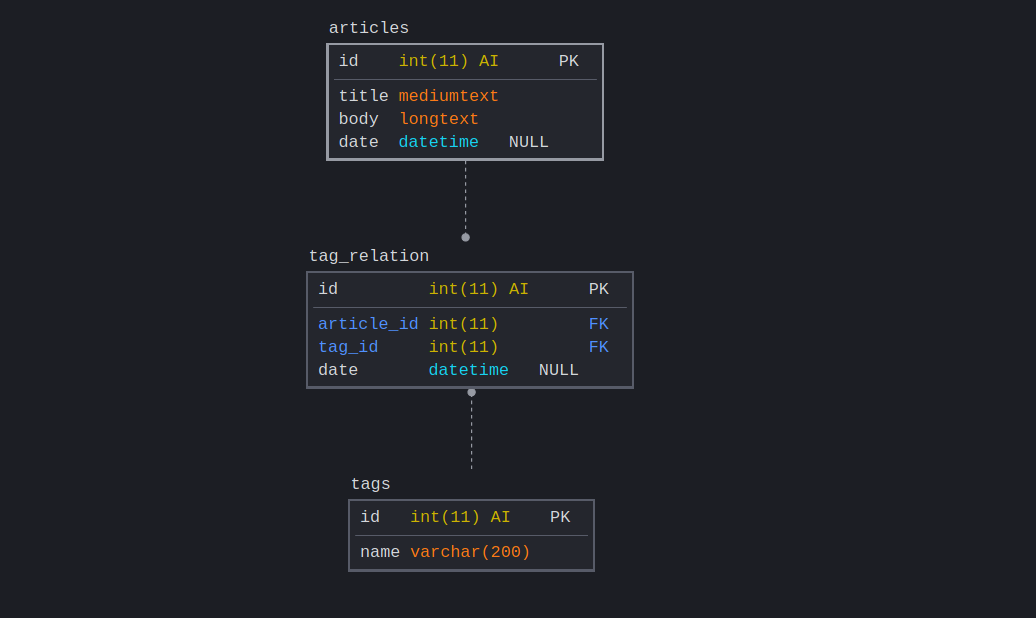 articles
id int(11) AI PK
title mediumtext
body longtext
date datetime NULL
tag_relation
id int(11) AI PK
article_id int(11) FK
tag_id int(11) FK
date datetime NULL
tags
id int(11) AI PK
name varchar(200)